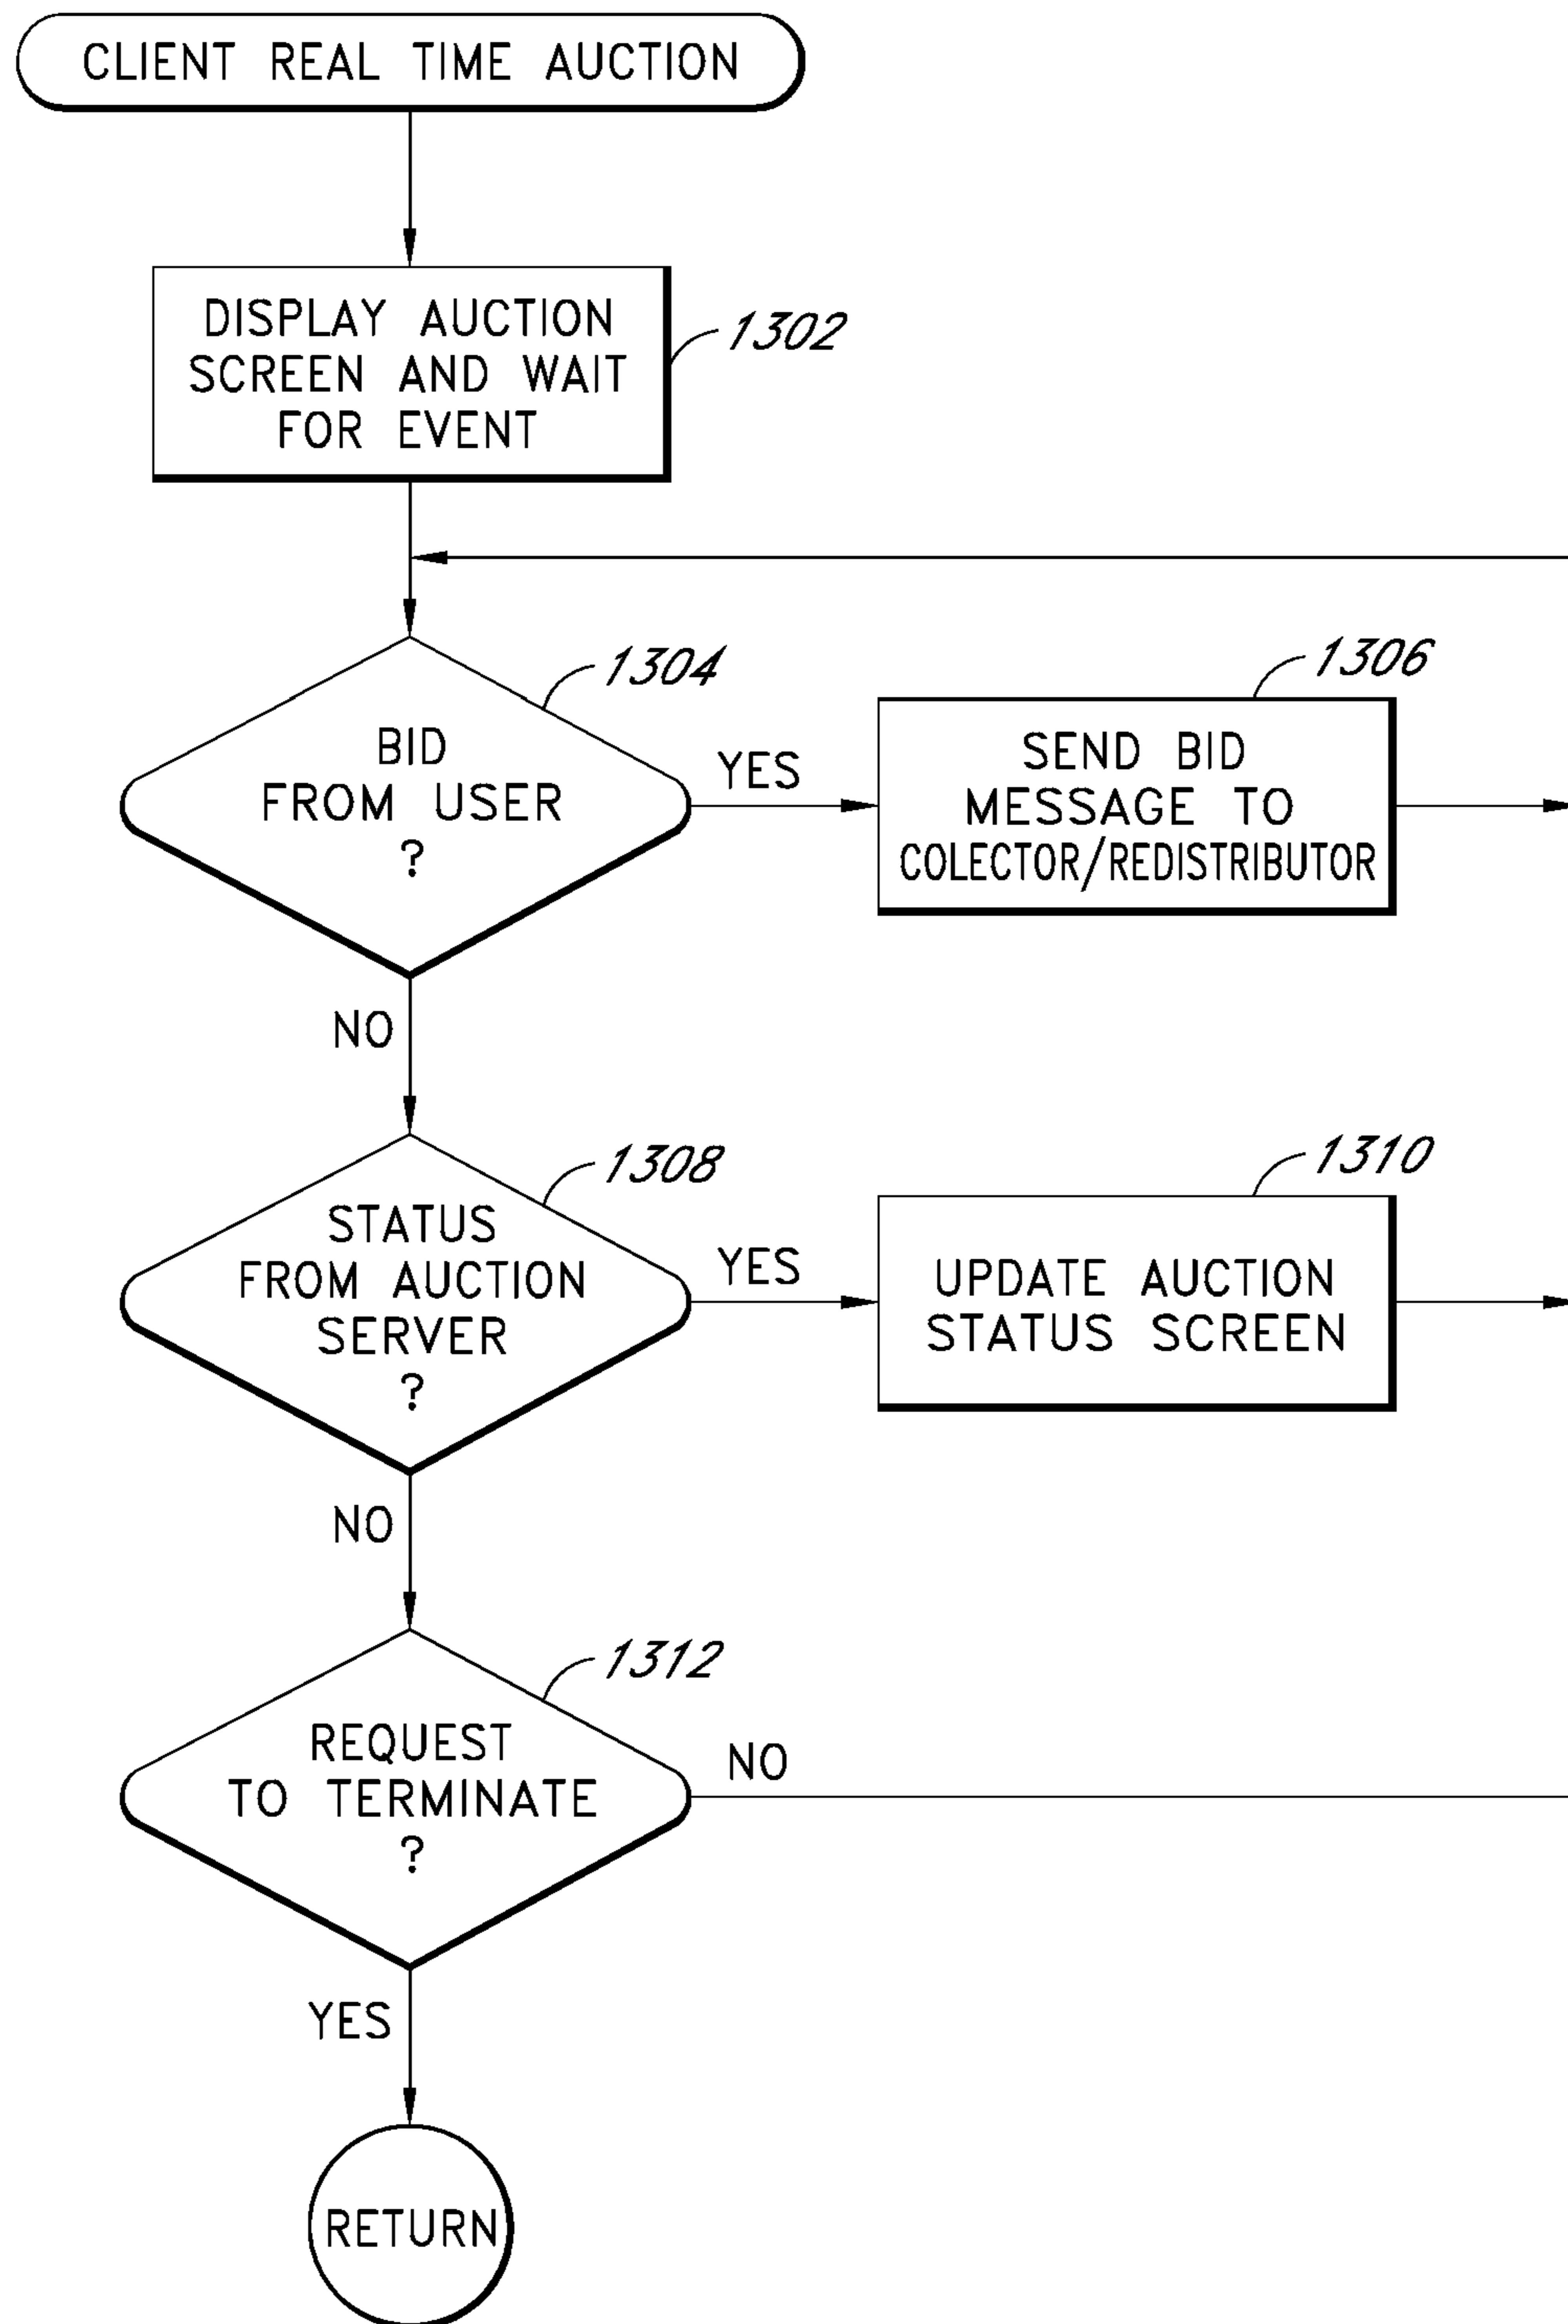 CLIENT REAL TIME AUCTION
DISPLAY AUCTION
SCREEN AND WAIT
FOR EVENT
1302
BID
FROM USER
?
1304
YES
SEND BID
MESSAGE TO
COLECTOR/REDISTRIBUTOR
1306
NO
STATUS
FROM AUCTION
SERVER
?
1308
YES
UPDATE AUCTION
STATUS SCREEN
1310
NO
REQUEST
TO TERMINATE
?
1312
NO
YES
RETURN